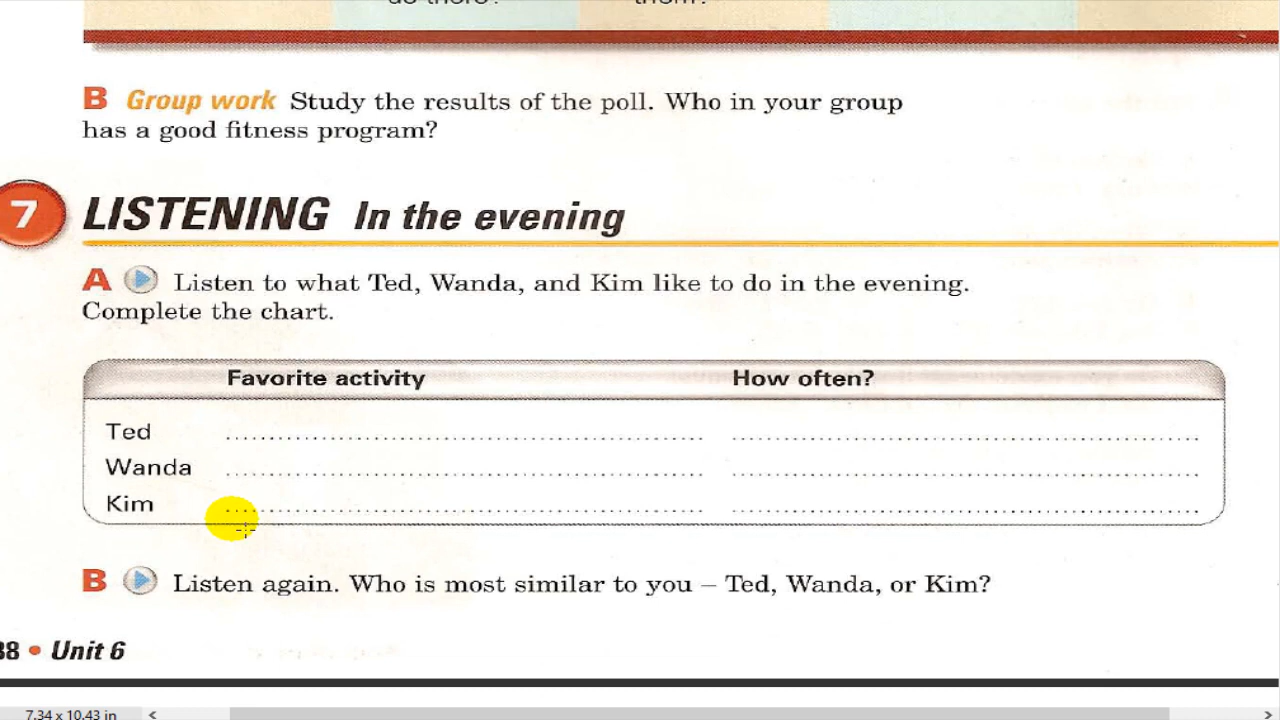 B Group work Study the results of the poll. Who in your group
has a good fitness program?
7 LISTENING In the evening
A Listen to what Ted, Wanda, and Kim like to do in the evening.
Complete the chart.
Favorite activity How often?
Ted
Wanda
Kim
B Listen again. Who is most similar to you – Ted, Wanda, or Kim?
• Unit 6
7.34 x 10.43 in